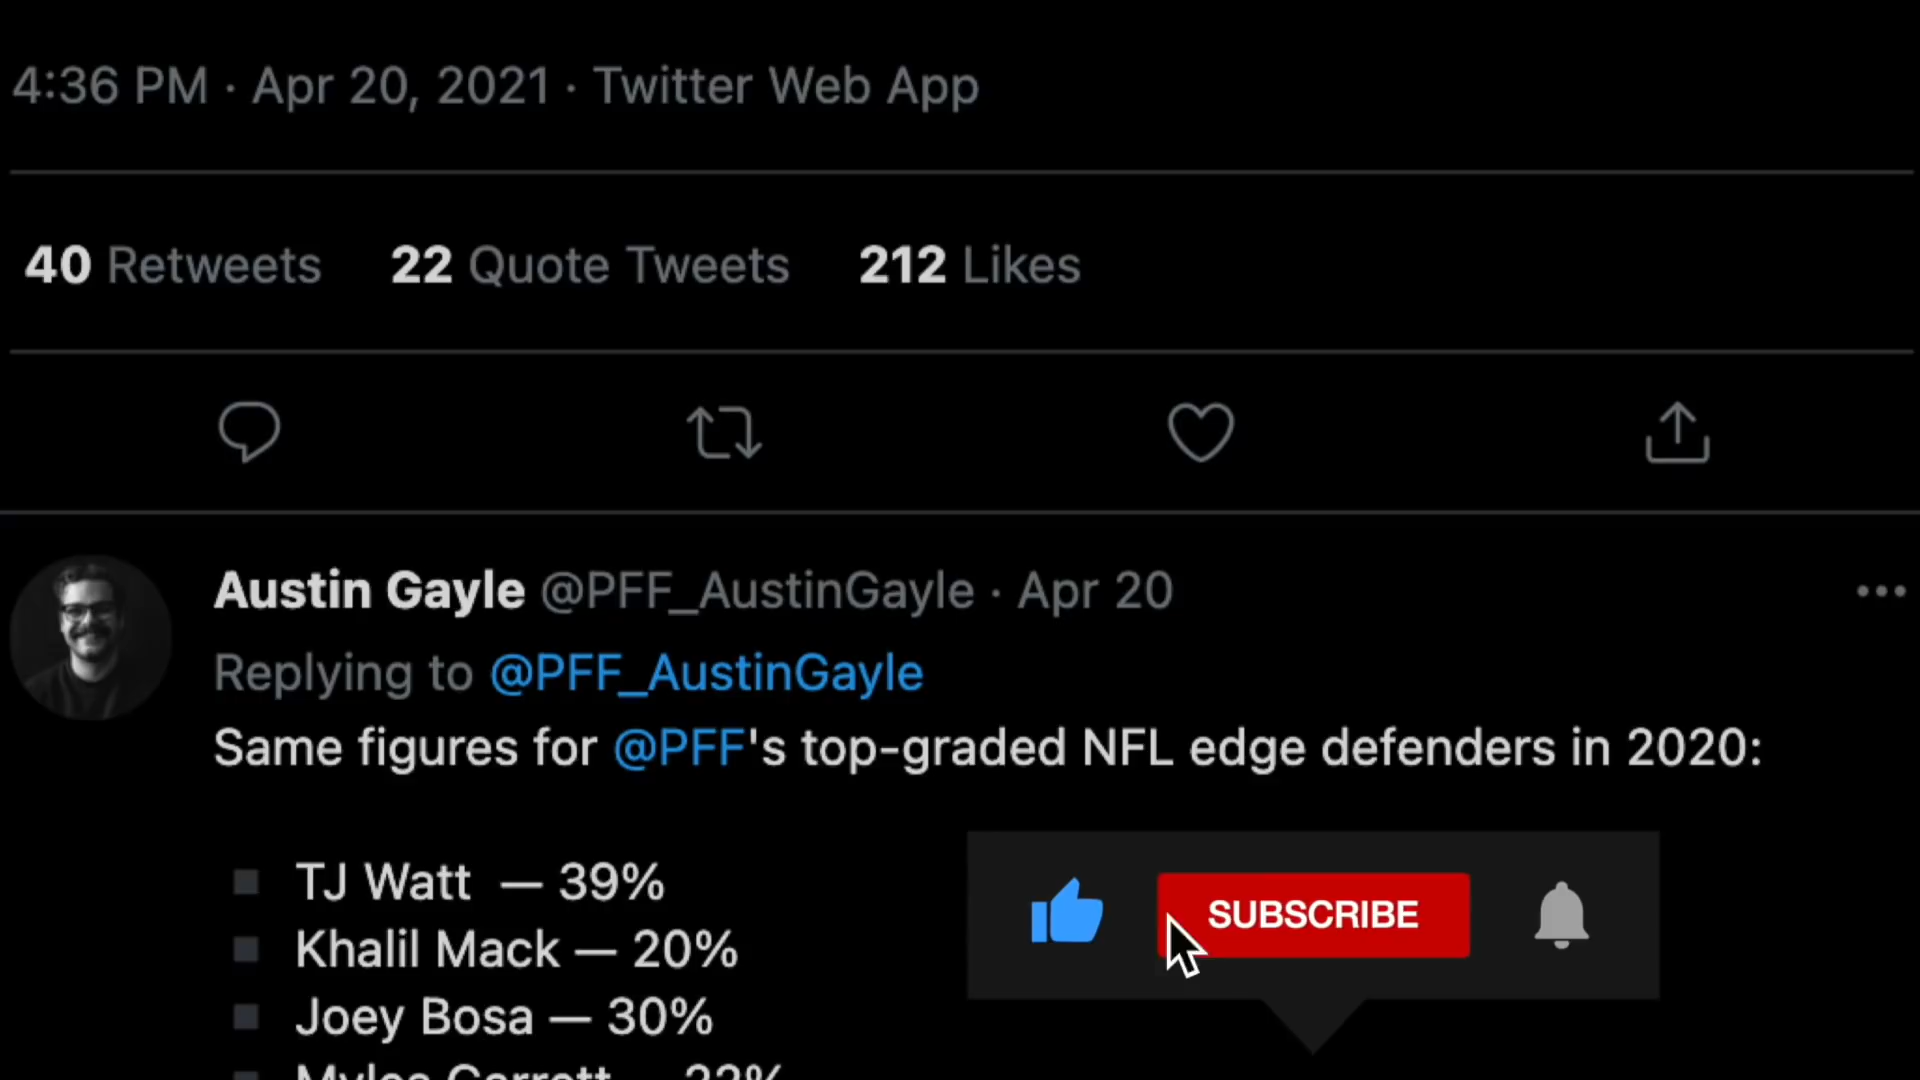 4:36 PM · Apr 20, 2021 · Twitter Web App
40 Retweets 22 Quote Tweets 212 Likes
Austin Gayle @PFF_AustinGayle · Apr 20
Replying to @PFF_AustinGayle
Same figures for @PFF's top-graded NFL edge defenders in 2020:
TJ Watt — 39%
Khalil Mack — 20%
SUBSCRIBE
Joey Bosa — 30%
Myles Garrett —